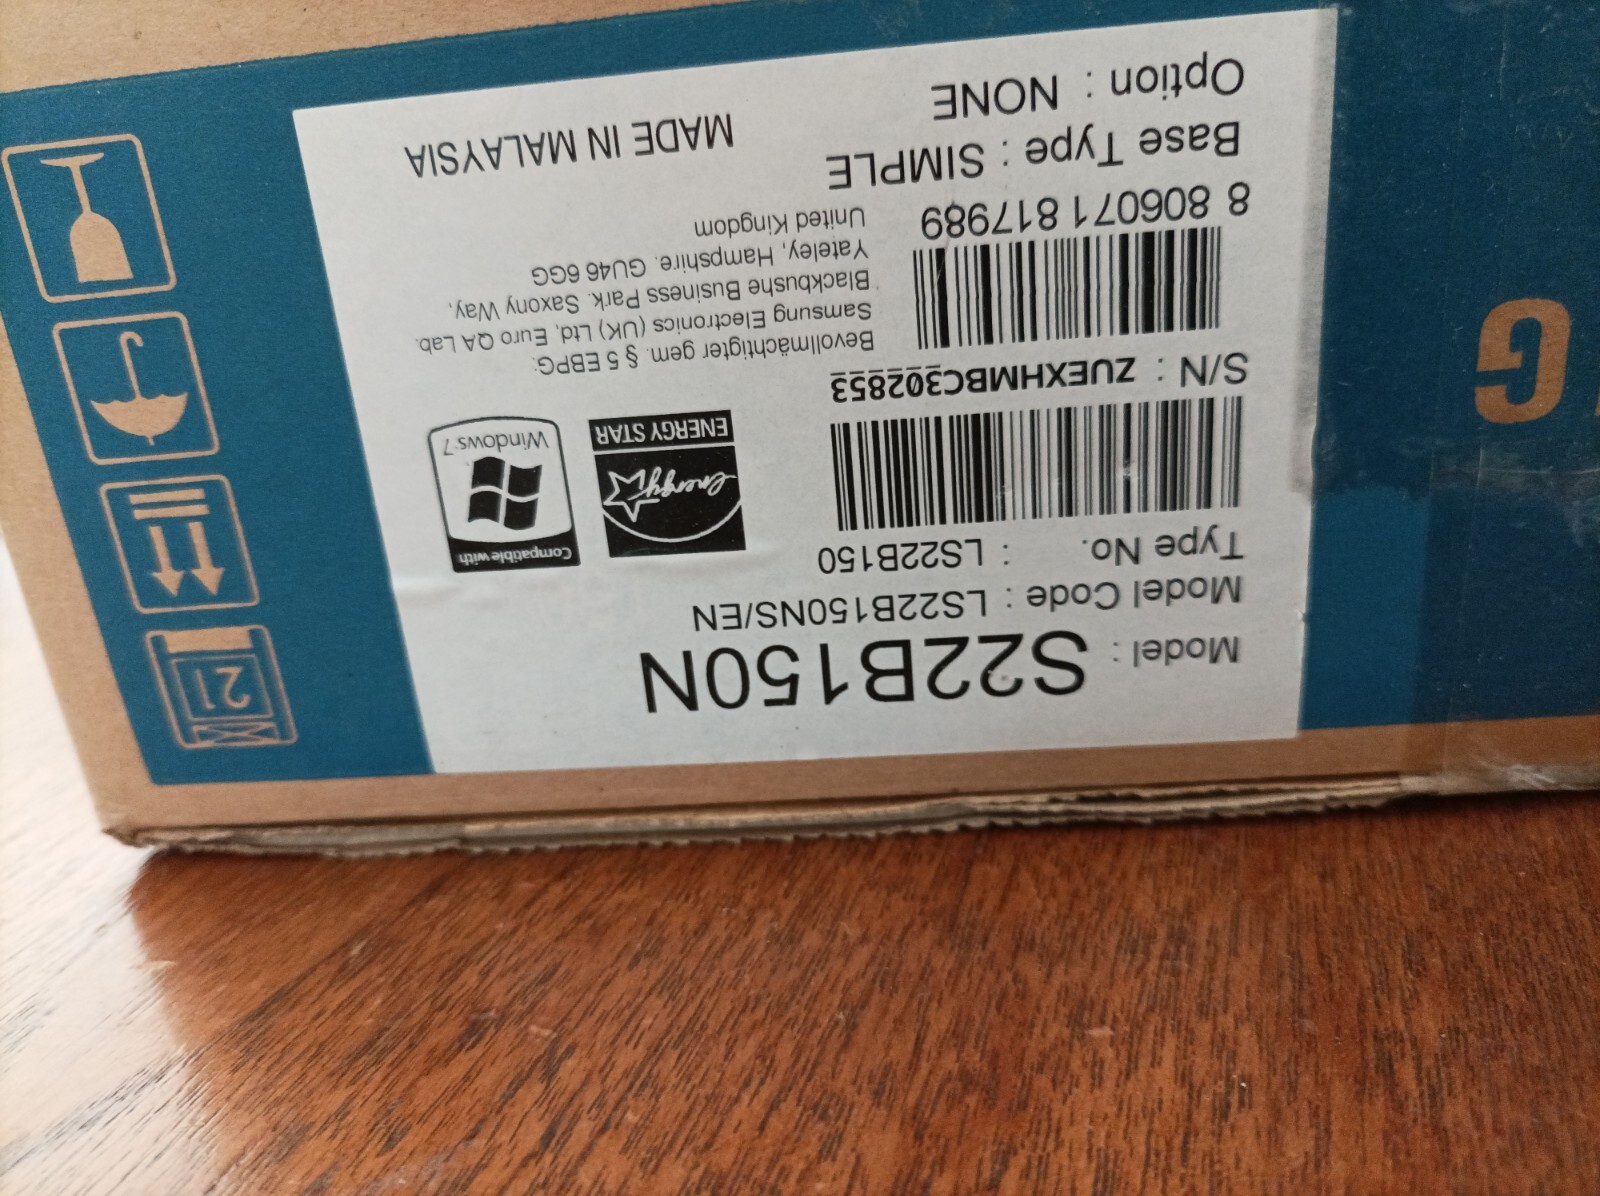 Model : S22B150N
Model Code : LS22B150NS/EN
Type No. : LS22B150
Compatible with
Windows 7
energy
ENERGY STAR
S/N : ZUEXHMBC302853
Bevollmächtigter gem. § 5 EBPG:
Samsung Electronics (UK) Ltd, Euro QA Lab.
Blackbushe Business Park. Saxony Way,
Yateley, Hampshire. GU46 6GG
United Kingdom
8 806071 817989
Base Type : SIMPLE
Option : NONE
MADE IN MALAYSIA
21
G